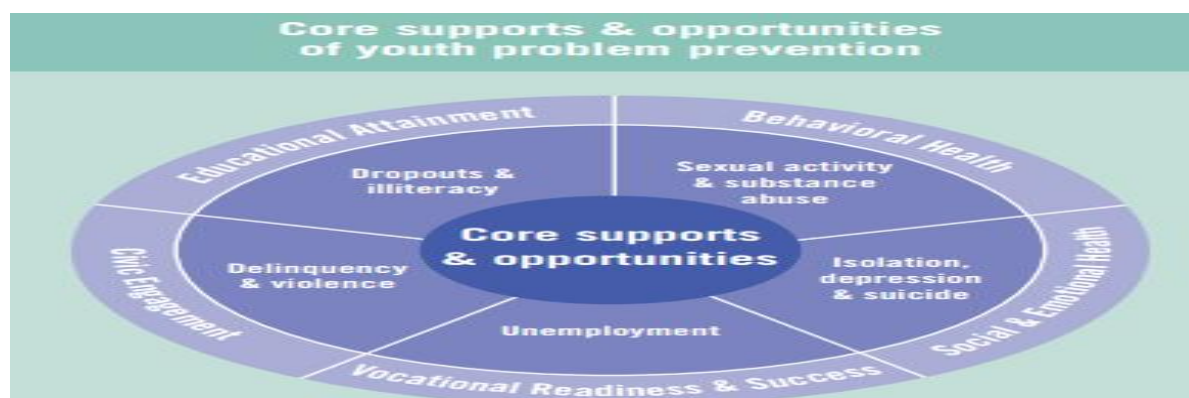 Core supports & opportunities
of youth problem prevention
Educational Attainment
Behavioral Health
Dropouts &
illiteracy
Sexual activity
& substance
abuse
Core supports
& opportunities
Civic Engagement
Delinquency
& violence
Isolation,
depression
& suicide
Social & Emotional Health
Unemployment
Vocational Readiness & Success